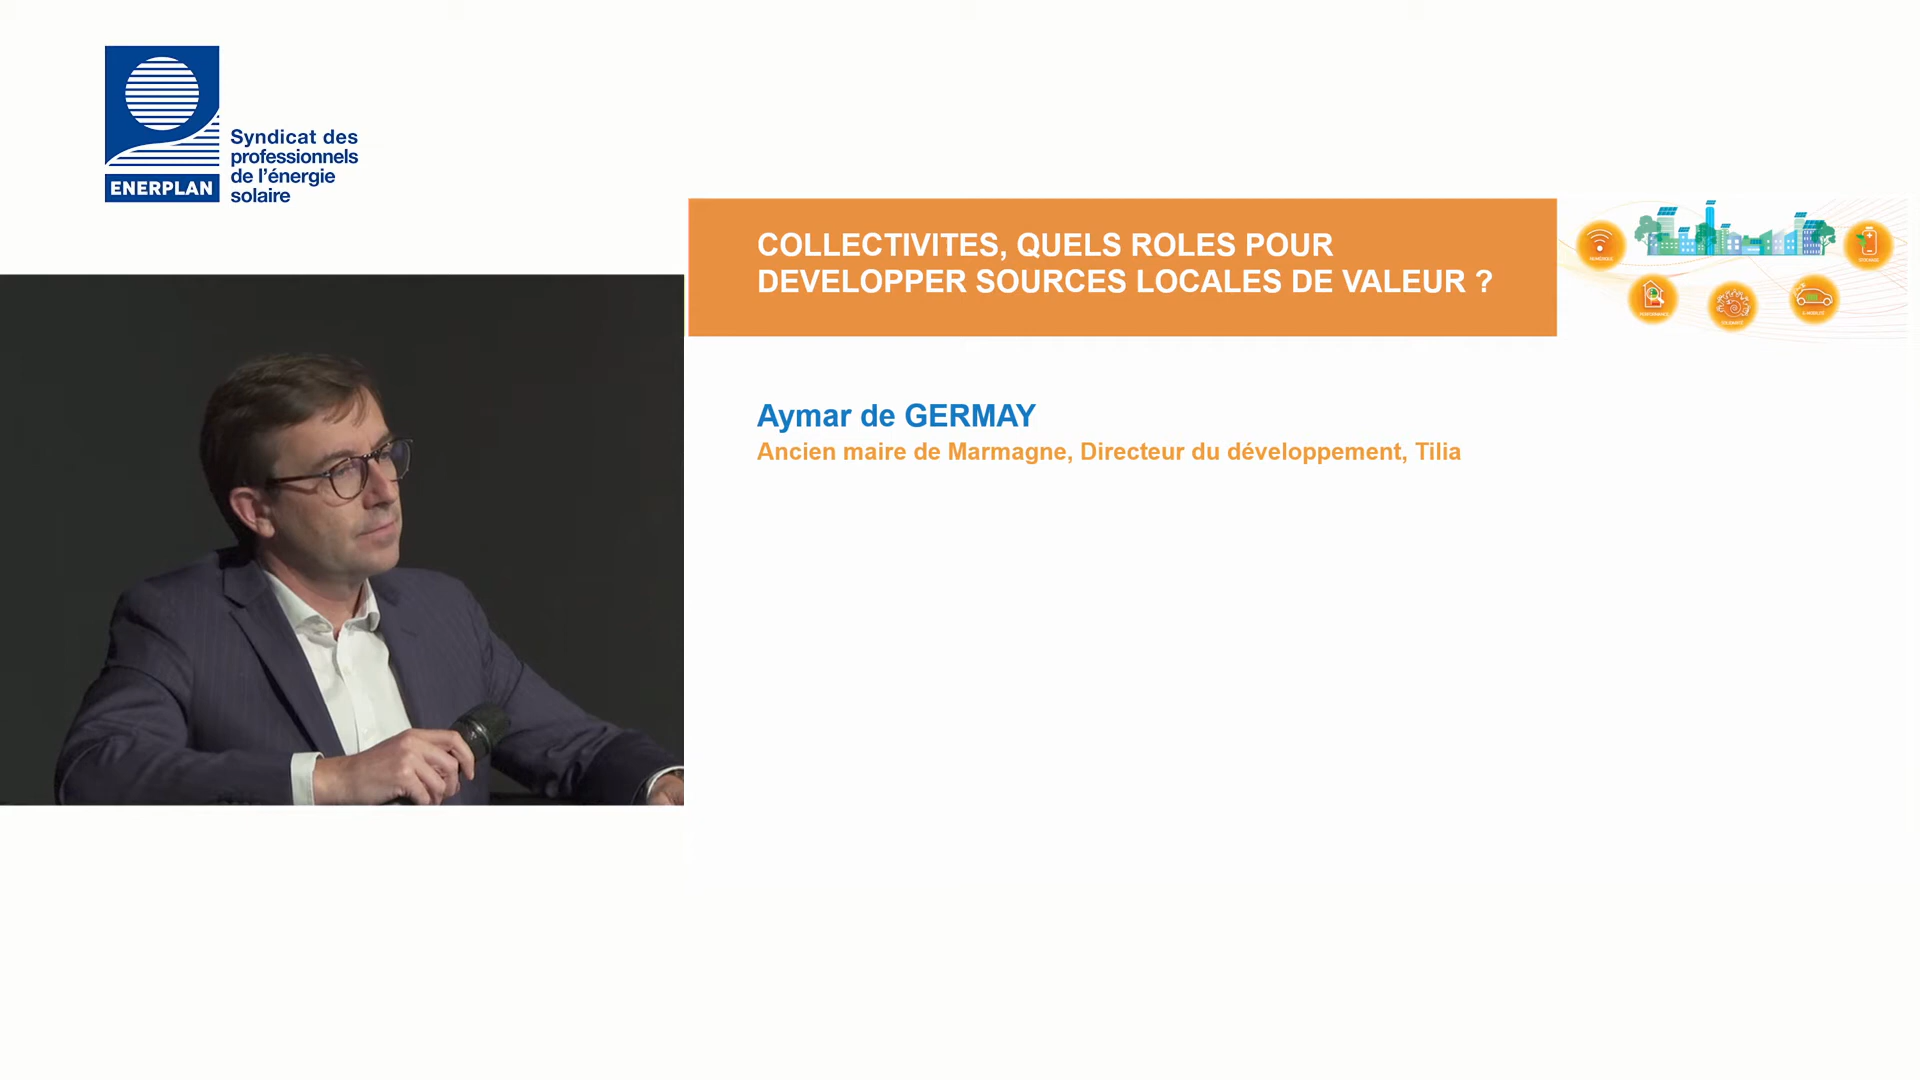 Syndicat des
professionnels
de l'énergie
solaire
ENERPLAN
COLLECTIVITES, QUELS ROLES POUR
DEVELOPPER SOURCES LOCALES DE VALEUR ?
Aymar de GERMAY
Ancien maire de Marmagne, Directeur du développement, Tilia